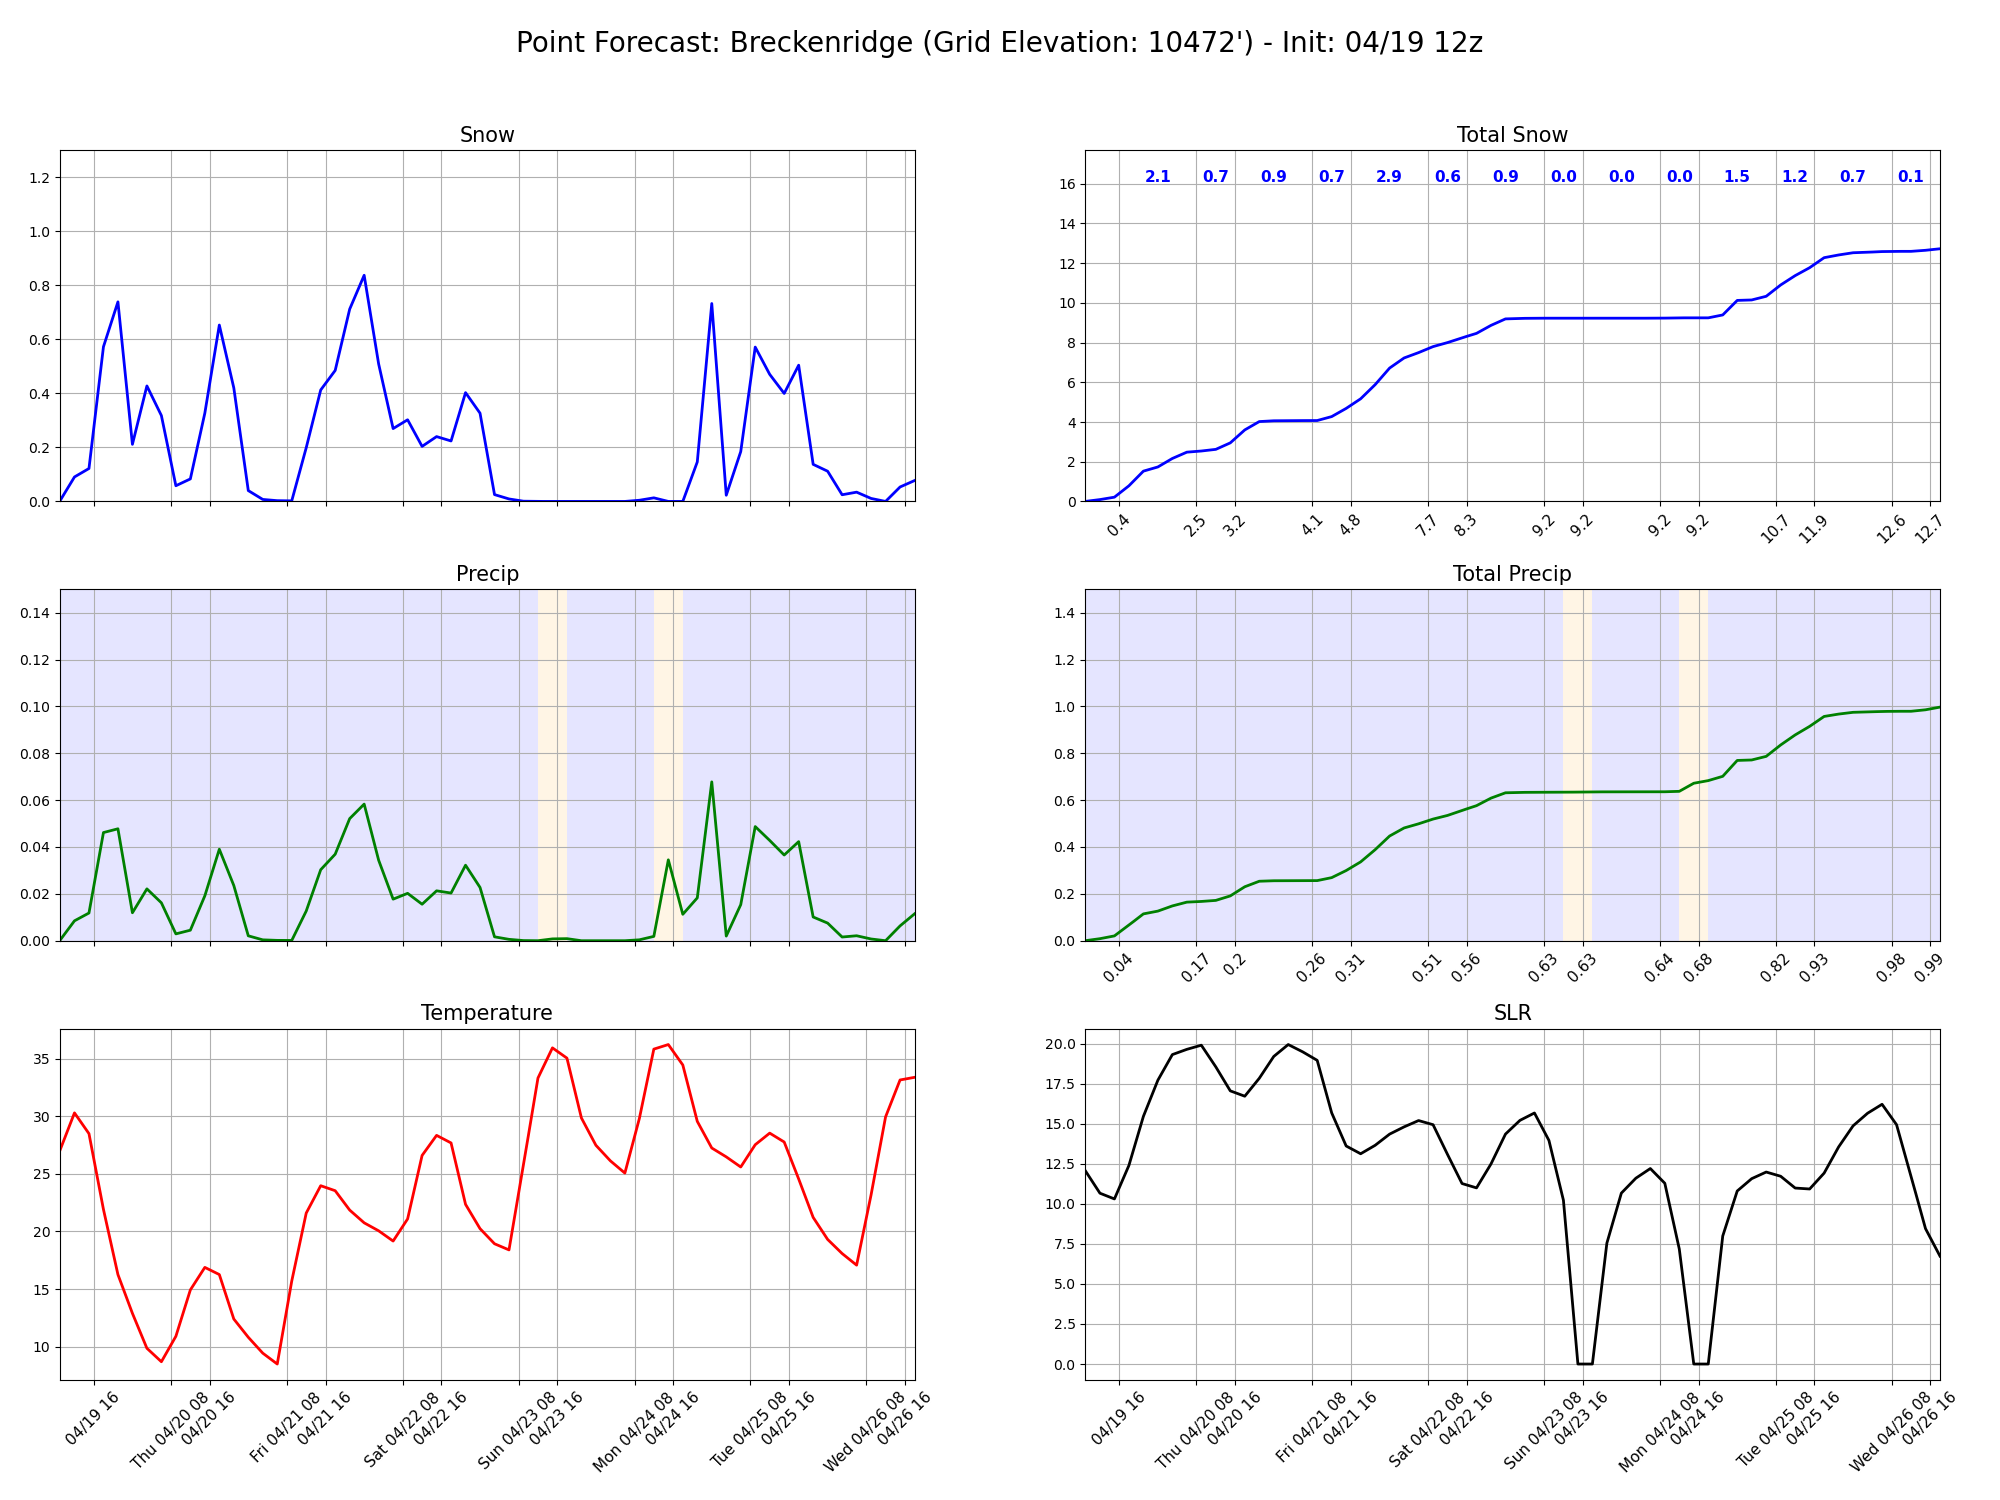 Point Forecast: Breckenridge (Grid Elevation: 10472') - Init: 04/19 12z
Snow
1.2
1.0
0.8
0.6
0.4
0.2
0.0
Total Snow
2.1 0.7 0.9 0.7 2.9 0.6 0.9 0.0 0.0 0.0 1.5 1.2 0.7 0.1
16
14
12
10
8
6
4
2
0
0.4 2.5 3.2 4.1 4.8 7.7 8.3 9.2 9.2 9.2 9.2 10.7 11.9 12.6 12.7
Precip
0.14
0.12
0.10
0.08
0.06
0.04
0.02
0.00
Total Precip
1.4
1.2
1.0
0.8
0.6
0.4
0.2
0.0
0.04 0.17 0.2 0.26 0.31 0.51 0.56 0.63 0.63 0.64 0.68 0.82 0.93 0.98 0.99
Temperature
35
30
25
20
15
10
04/19 16
Thu 04/20 08
04/20 16
Fri 04/21 08
04/21 16
Sat 04/22 08
04/22 16
Sun 04/23 08
04/23 16
Mon 04/24 08
04/24 16
Tue 04/25 08
04/25 16
Wed 04/26 08
04/26 16
SLR
20.0
17.5
15.0
12.5
10.0
7.5
5.0
2.5
0.0
04/19 16
Thu 04/20 08
04/20 16
Fri 04/21 08
04/21 16
Sat 04/22 08
04/22 16
Sun 04/23 08
04/23 16
Mon 04/24 08
04/24 16
Tue 04/25 08
04/25 16
Wed 04/26 08
04/26 16